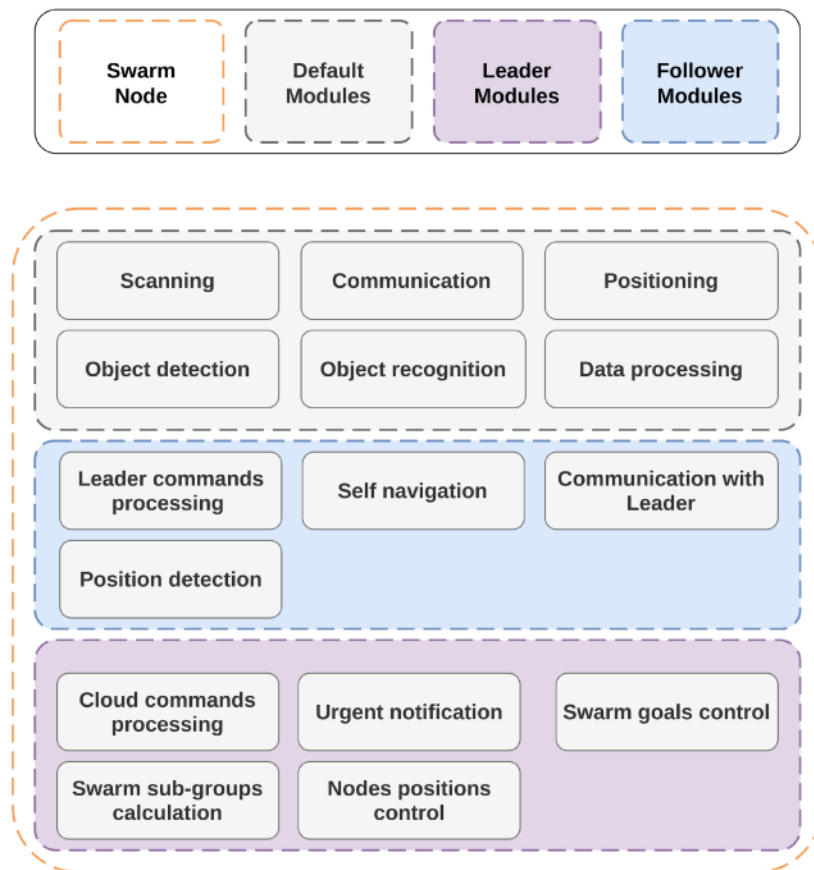 Swarm
Node
Default
Modules
Leader
Modules
Follower
Modules
Scanning
Communication
Positioning
Object detection
Object recognition
Data processing
Leader commands
processing
Self navigation
Communication with
Leader
Position detection
Cloud commands
processing
Urgent notification
Swarm goals control
Swarm sub-groups
calculation
Nodes positions
control